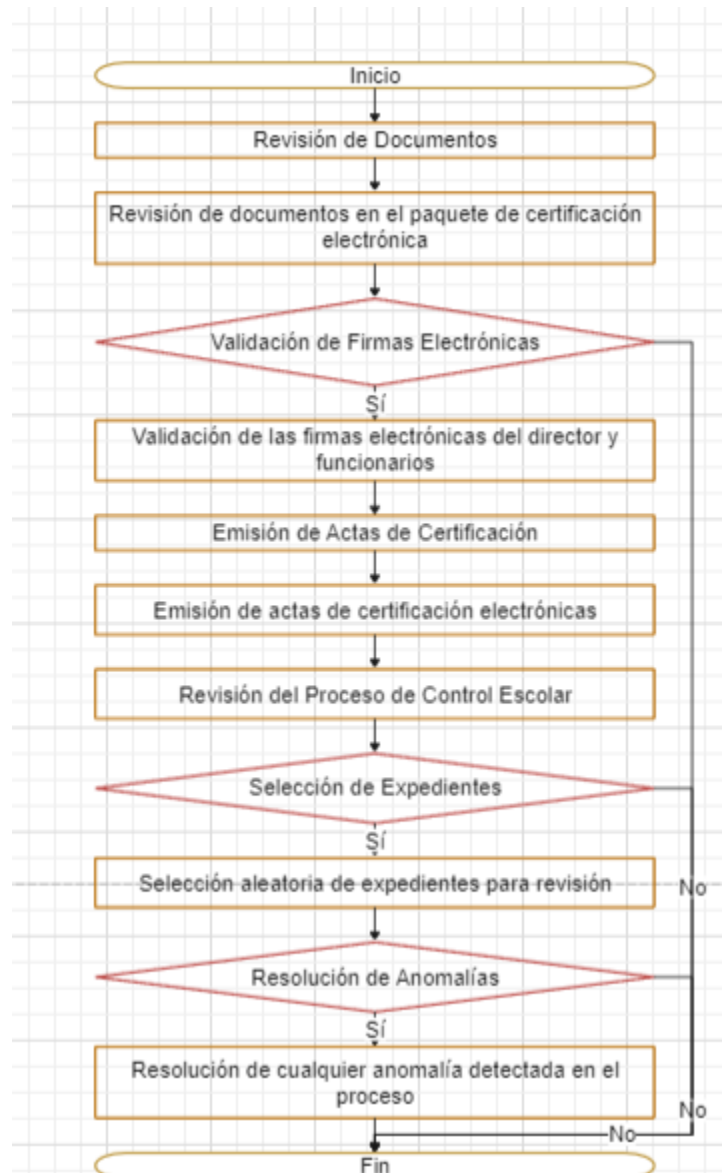 Inicio
Revisión de Documentos
Revisión de documentos en el paquete de certificación
electrónica
Validación de Firmas Electrónicas
Sí
Validación de las firmas electrónicas del director y
funcionarios
Emisión de Actas de Certificación
Emisión de actas de certificación electrónicas
Revisión del Proceso de Control Escolar
Selección de Expedientes
Sí
Selección aleatoria de expedientes para revisión
No
Resolución de Anomalías
Sí
Resolución de cualquier anomalía detectada en el
proceso
No
No
Fin